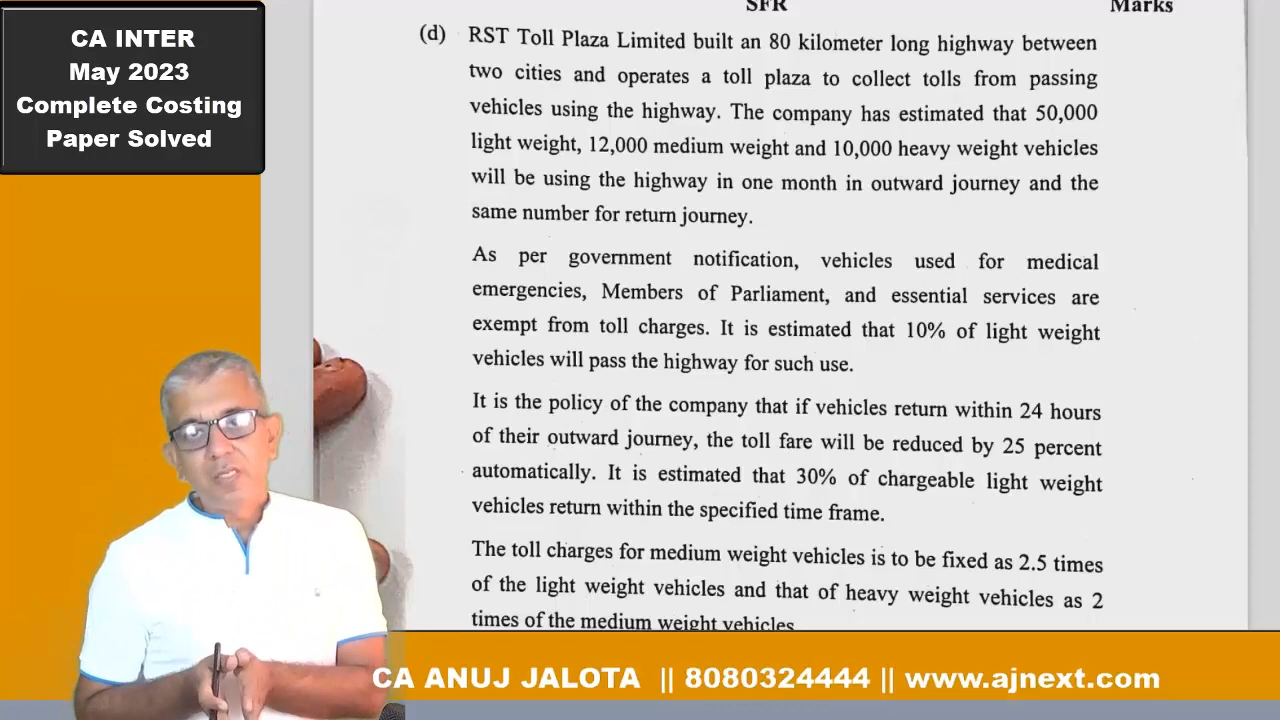 CA INTER
May 2023
Complete Costing
Paper Solved
SFR Marks
(d) RST Toll Plaza Limited built an 80 kilometer long highway between
two cities and operates a toll plaza to collect tolls from passing
vehicles using the highway. The company has estimated that 50,000
light weight, 12,000 medium weight and 10,000 heavy weight vehicles
will be using the highway in one month in outward journey and the
same number for return journey.
As per government notification, vehicles used for medical
emergencies, Members of Parliament, and essential services are
exempt from toll charges. It is estimated that 10% of light weight
vehicles will pass the highway for such use.
It is the policy of the company that if vehicles return within 24 hours
of their outward journey, the toll fare will be reduced by 25 percent
automatically. It is estimated that 30% of chargeable light weight
vehicles return within the specified time frame.
The toll charges for medium weight vehicles is to be fixed as 2.5 times
of the light weight vehicles and that of heavy weight vehicles as 2
times of the medium weight vehicles
CA ANUJ JALOTA || 8080324444 || www.ajnext.com